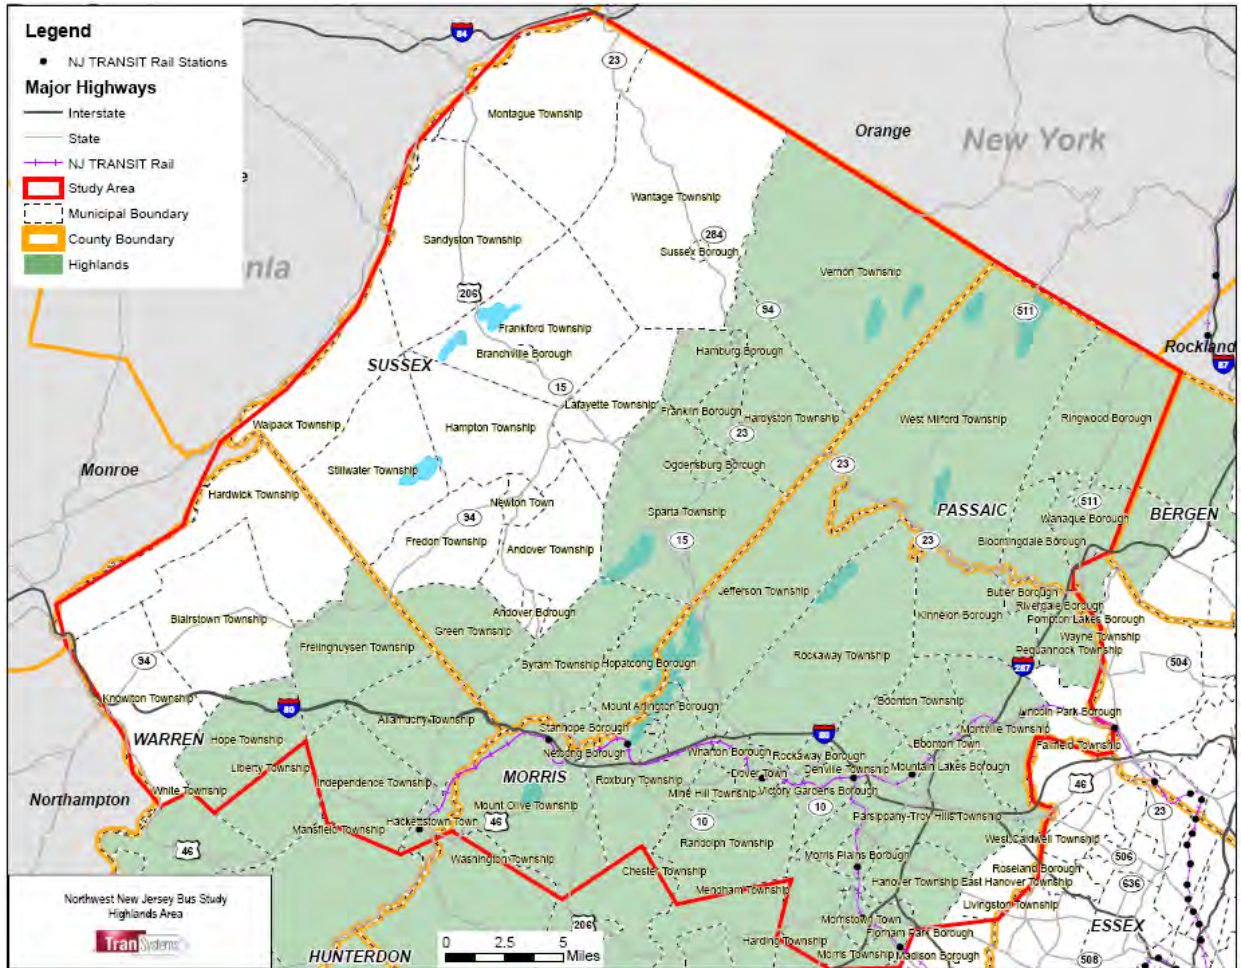 Legend
NJ TRANSIT Rail Stations
Major Highways
Interstate
State
NJ TRANSIT Rail
Study Area
Municipal Boundary
County Boundary
Highlands
84
23
Montague Township
Orange
New York
Wantage Township
284
Sussex Borough
Sandyston Township
nia
Vernon Township
206
94
511
Frankford Township
Branchville Borough
Hamburg Borough
Rockland
87
SUSSEX
15
Lafayette Township
Franklin Borough
Hardyston Township
West Milford Township
Ringwood Borough
Walpack Township
Hampton Township
23
Monroe
Stillwater Township
Ogdensburg Borough
23
Hardwick Township
Newton Town
94
Sparta Township
PASSAIC
511
Wanaque Borough
BERGEN
Fredon Township
Andover Township
15
23
Bloomingdale Borough
Jefferson Township
Butler Borough
Riverdale Borough
Kinnelon Borough
Pompton Lakes Borough
Blairstown Township
Andover Borough
Green Township
Wayne Township
Frelinghuysen Township
Pequannock Township
94
Byram Township
Hopatcong Borough
Rockaway Township
287
504
Knowlton Township
80
Mount Arlington Borough
Boonton Township
Allamuchy Township
Lincoln Park Borough
WARREN
Hope Township
Stanhope Borough
80
Montville Township
Netcong Borough
Wharton Borough
Rockaway Borough
Boonton Town
Fairfield Township
Liberty Township
Independence Township
MORRIS
Roxbury Township
Dover Town
Denville Township
Mountain Lakes Borough
46
Northampton
White Township
Mount Olive Township
Mine Hill Township
Victory Gardens Borough
23
Mansfield Township
Hackettstown Town
46
10
10
Parsippany-Troy Hills Township
46
Washington Township
Randolph Township
West Caldwell Township
Morris Plains Borough
506
Chester Township
Roseland Borough
Hanover Township
East Hanover Township
636
Mendham Township
Livingston Township
Northwest New Jersey Bus Study
Highlands Area
TranSystems
206
Morristown Town
Florham Park Borough
ESSEX
HUNTERDON
0 2.5 5
Miles
Harding Township
Morris Township
Madison Borough
508